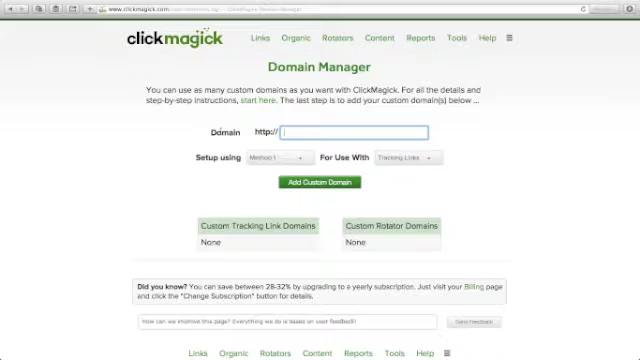 www.clickmagick.com
clickmagick
Links Organic Rotators Content Reports Tools Help
Domain Manager
You can use as many custom domains as you want with ClickMagick. For all the details and
step-by-step instructions, start here. The last step is to add your custom domain(s) below ...
Domain http://
Setup using Method 1 For Use With Tracking Links
Add Custom Domain
Custom Tracking Link Domains Custom Rotator Domains
None None
Did you know? You can save between 28-32% by upgrading to a yearly subscription. Just visit your Billing page
and click the "Change Subscription" button for details.
How can we improve this page? Everything we do is based on user feedback! Send Feedback
Links Organic Rotators Content Reports Tools Help